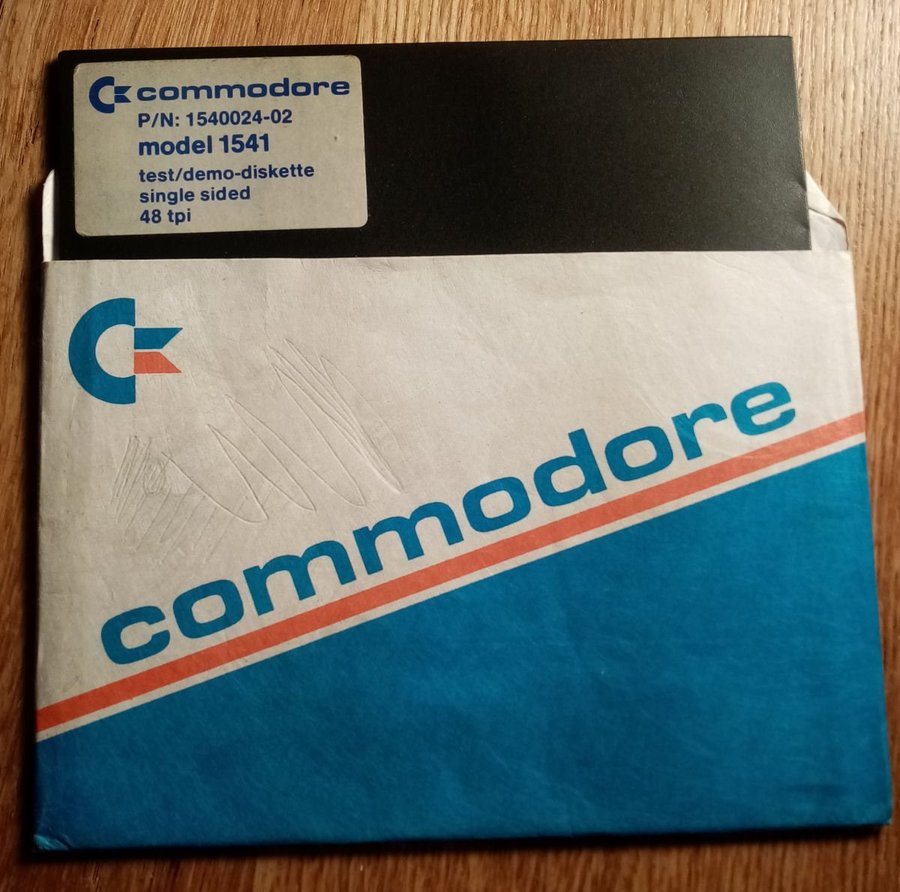 commodore
P/N: 1540024-02
model 1541
test/demo-diskette
single sided
48 tpi
commodore